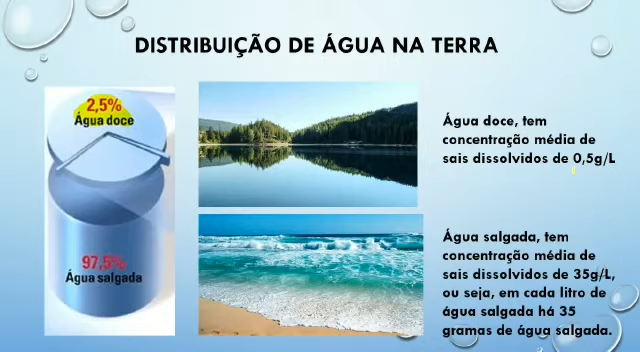 DISTRIBUIÇÃO DE ÁGUA NA TERRA
2,5%
Água doce
97,5%
Água salgada
Água doce, tem
concentração média de
sais dissolvidos de 0,5g/L
Água salgada, tem
concentração média de
sais dissolvidos de 35g/L,
ou seja, em cada litro de
água salgada há 35
gramas de água salgada.